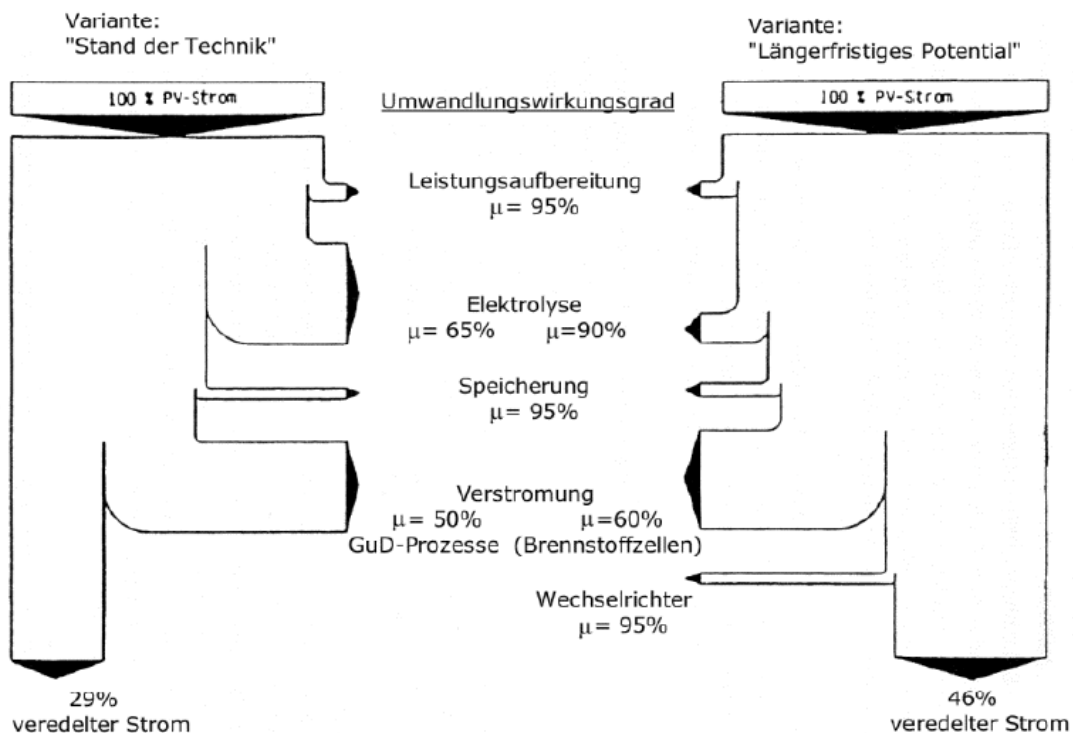 Variante:
"Stand der Technik"
Variante:
"Längerfristiges Potential"
100 % PV-Strom
Umwandlungswirkungsgrad
100 % PV-Strom
Leistungsaufbereitung
μ= 95%
Elektrolyse
μ= 65% μ=90%
Speicherung
μ= 95%
Verstromung
μ= 50% μ=60%
GuD-Prozesse (Brennstoffzellen)
Wechselrichter
μ= 95%
29%
veredelter Strom
46%
veredelter Strom